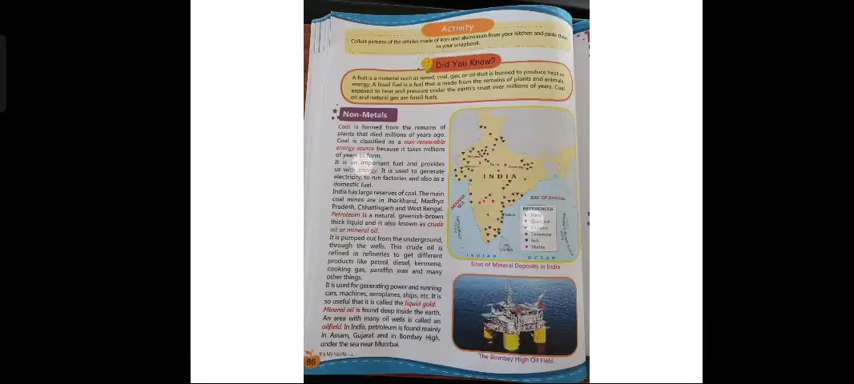 Activity
Collect pictures of the articles made of iron and aluminium from your kitchen and paste them
in your scrapbook.
Did You Know?
A fuel is a material such as wood, coal, gas, or oil that is burned to produce heat or
energy. A fossil fuel is a fuel that is made from the remains of plants and animals
exposed to heat and pressure under the earth's crust over millions of years. Coal
oil and natural gas are fossil fuels.
Non-Metals
Coal is formed from the remains of
plants that died millions of years ago.
Coal is classified as a non-renewable
energy source because it takes millions
of years to form.
It is an important fuel and provides
us with energy. It is used to generate
electricity, to run factories and also as a
domestic fuel.
India has large reserves of coal. The main
coal mines are in Jharkhand, Madhya
Pradesh, Chhattisgarh and West Bengal.
Petroleum is a natural, greenish-brown
thick liquid and is also known as crude
oil or mineral oil.
It is pumped out from the underground,
through the wells. This crude oil is
refined in refineries to get different
products like petrol, diesel, kerosene,
cooking gas, paraffin wax and many
other things.
It is used for generating power and running
cars, machines, aeroplanes, ships, etc. It is
so useful that it is called the liquid gold.
Mineral oil is found deep inside the earth.
An area with many oil wells is called an
oilfield. In India, petroleum is found mainly
in Assam, Gujarat and in Bombay High,
under the sea near Mumbai.
INDIA
ARABIAN SEA
BAY OF BENGAL
REFERENCES
INDIAN OCEAN
Sites of Mineral Deposits in India
The Bombay High Oil Field
86